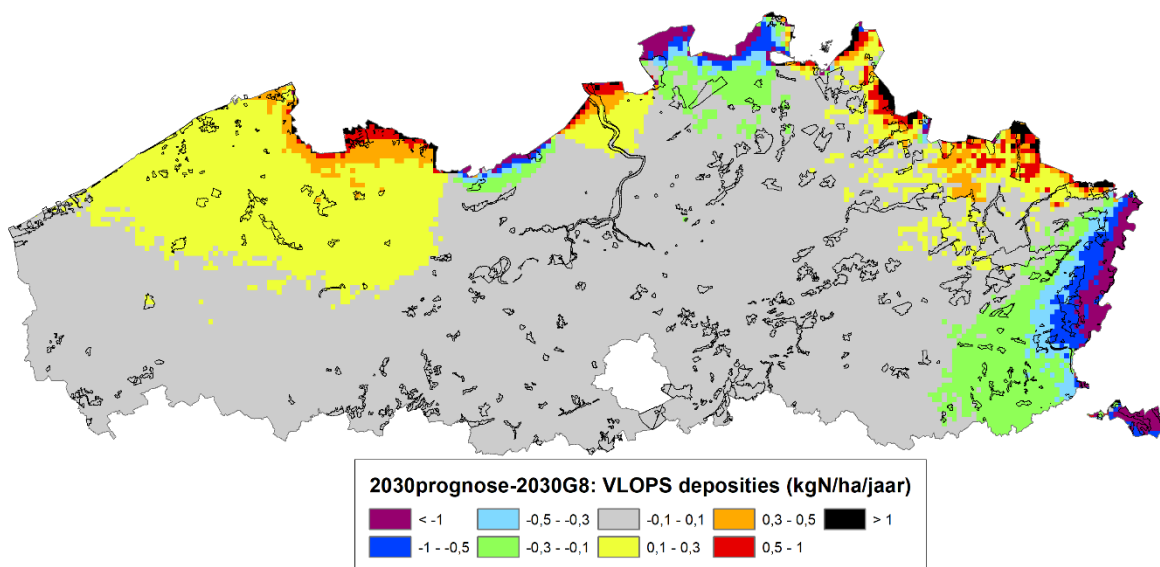 2030prognose-2030G8: VLOPS deposities (kgN/ha/jaar)
< -1 -0,5 - -0,3 -0,1 - 0,1 0,3 - 0,5 > 1
-1 - -0,5 -0,3 - -0,1 0,1 - 0,3 0,5 - 1